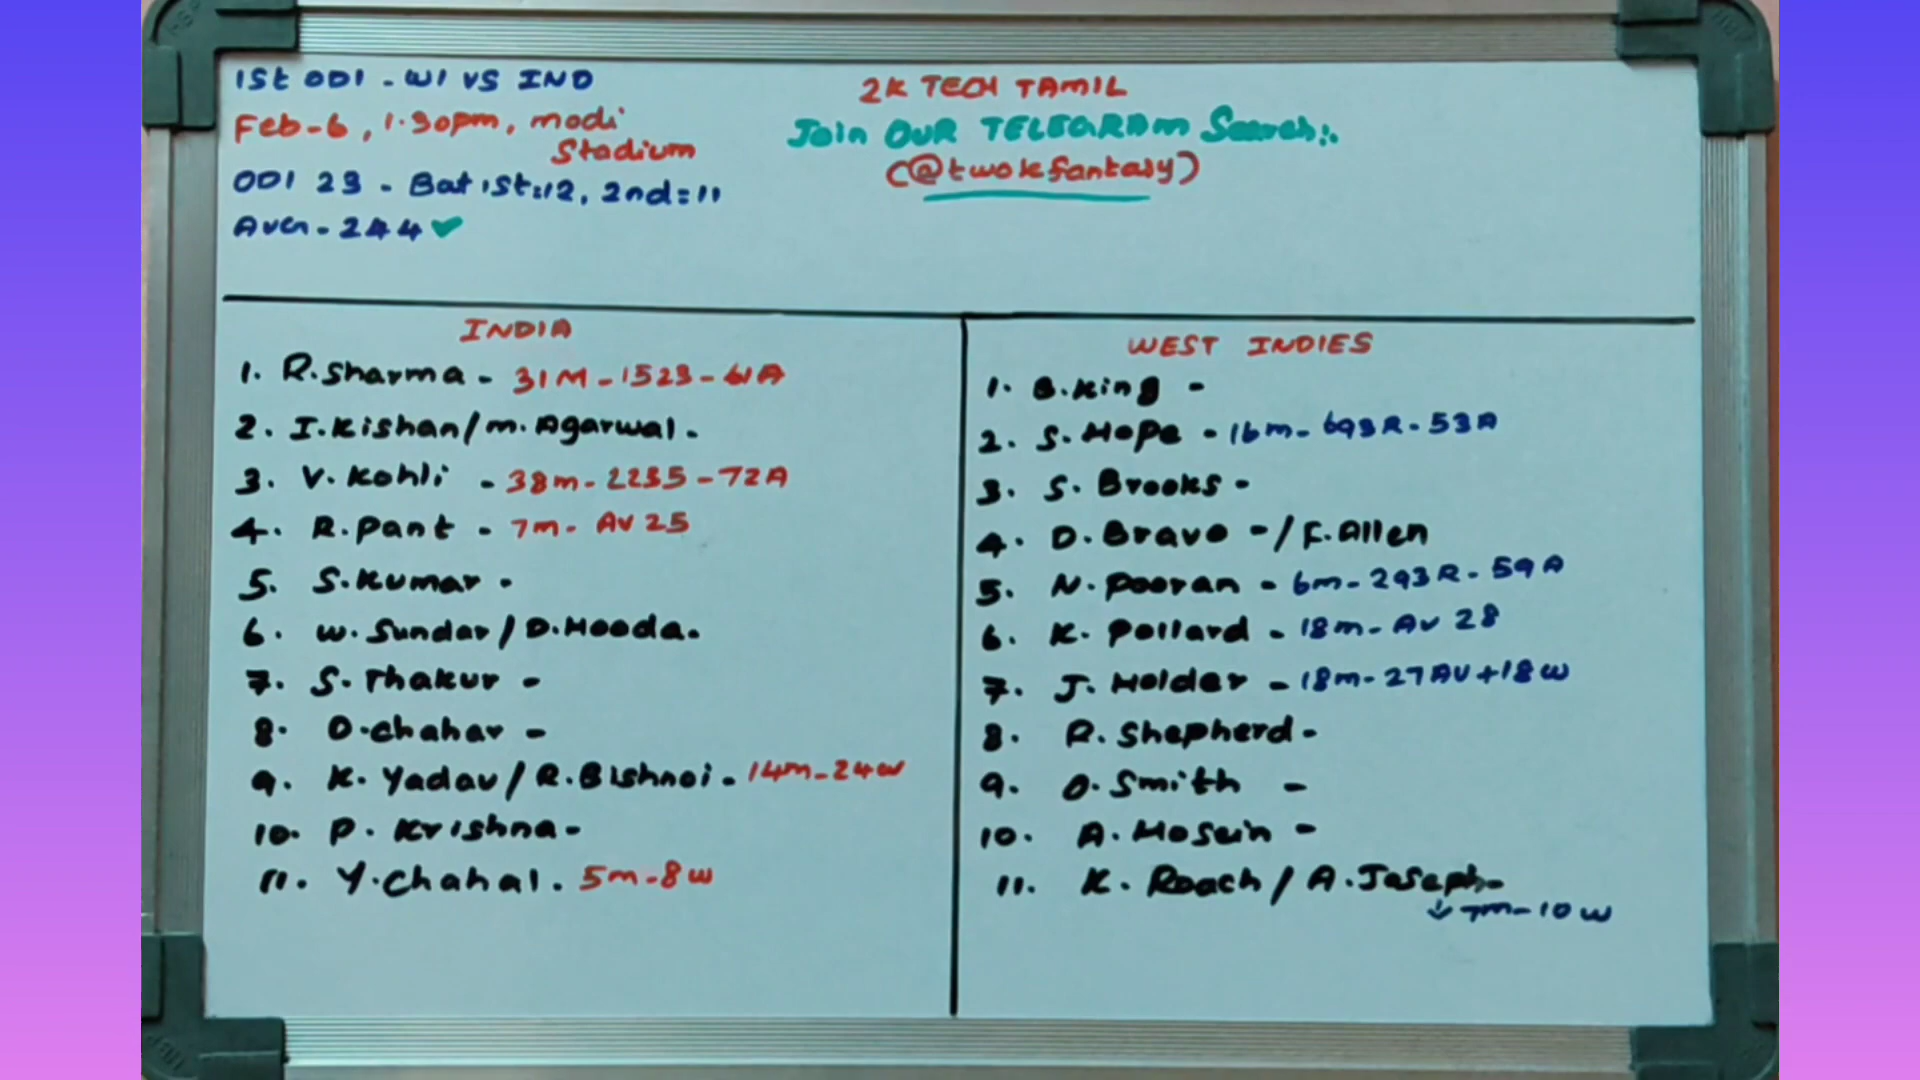 1St ODI - WI VS IND
Feb-6, 1.30pm, modi
Stadium
ODI 23 - Bat 1St:12, 2nd=11
AVG - 244 ✓
2K TECH TAMIL
Join OUR TELEGRAM Search:.
(@twokfantasy)
INDIA
1. R.Sharma - 31M - 1523 - 61A
2. I.Kishan/m.Agarwal.
3. V.Kohli - 38m - 2235 - 72A
4. R.Pant - 7m - AV 25
5. S.Kumar -
6. W.Sundar/D.Hooda.
7. S.Thakur -
8. D.Chahar -
9. K.Yadav/R.Bishnoi - 14m - 24w
10. P.Krishna -
11. Y.Chahal. 5m - 8w
WEST INDIES
1. B.King -
2. S.Hope - 16m - 693R - 53A
3. S.Brooks -
4. D.Bravo - / F.Allen
5. N.Pooran - 6m - 293R - 59A
6. K.Pollard - 18m - AV 28
7. J.Holder - 18m - 27AV + 18w
8. R.Shepherd -
9. O.Smith -
10. A.Hosein -
11. K.Roach / A.Joseph -
↓ 7m - 10w